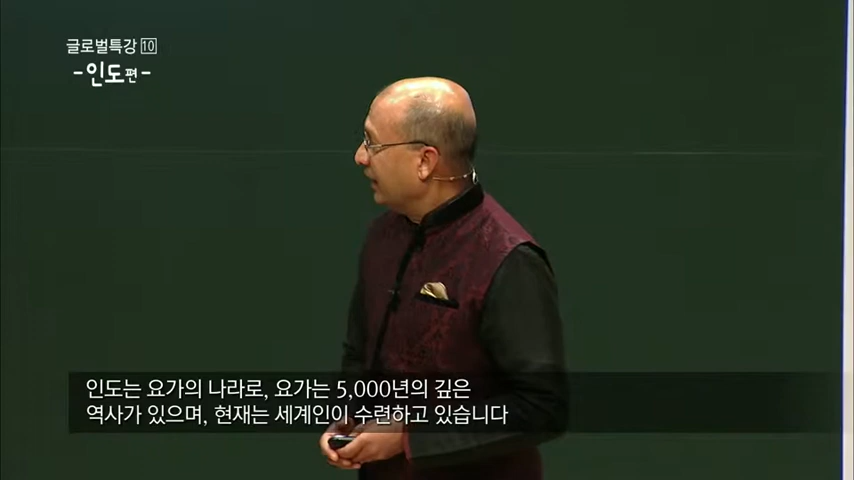 글로벌특강 10
-인도편-
인도는 요가의 나라로, 요가는 5,000년의 깊은
역사가 있으며, 현재는 세계인이 수련하고 있습니다